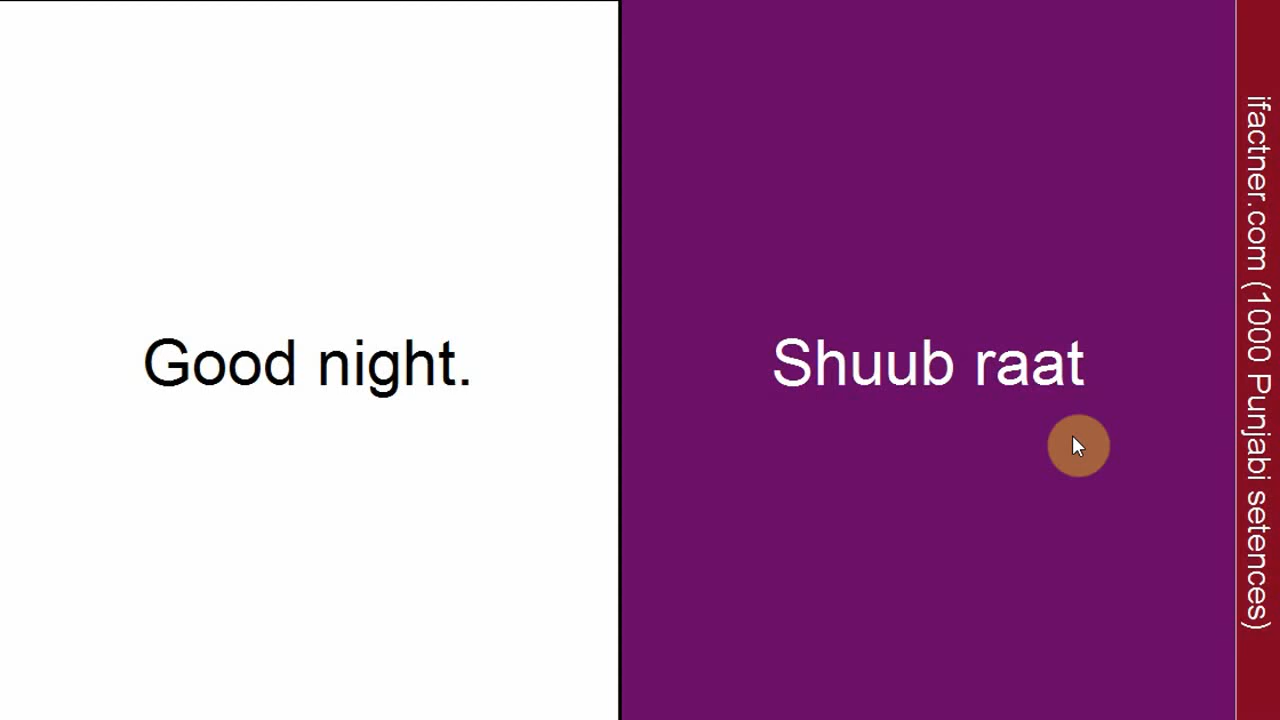 Good night.
Shuub raat
ifactner.com (1000 Punjabi setences)